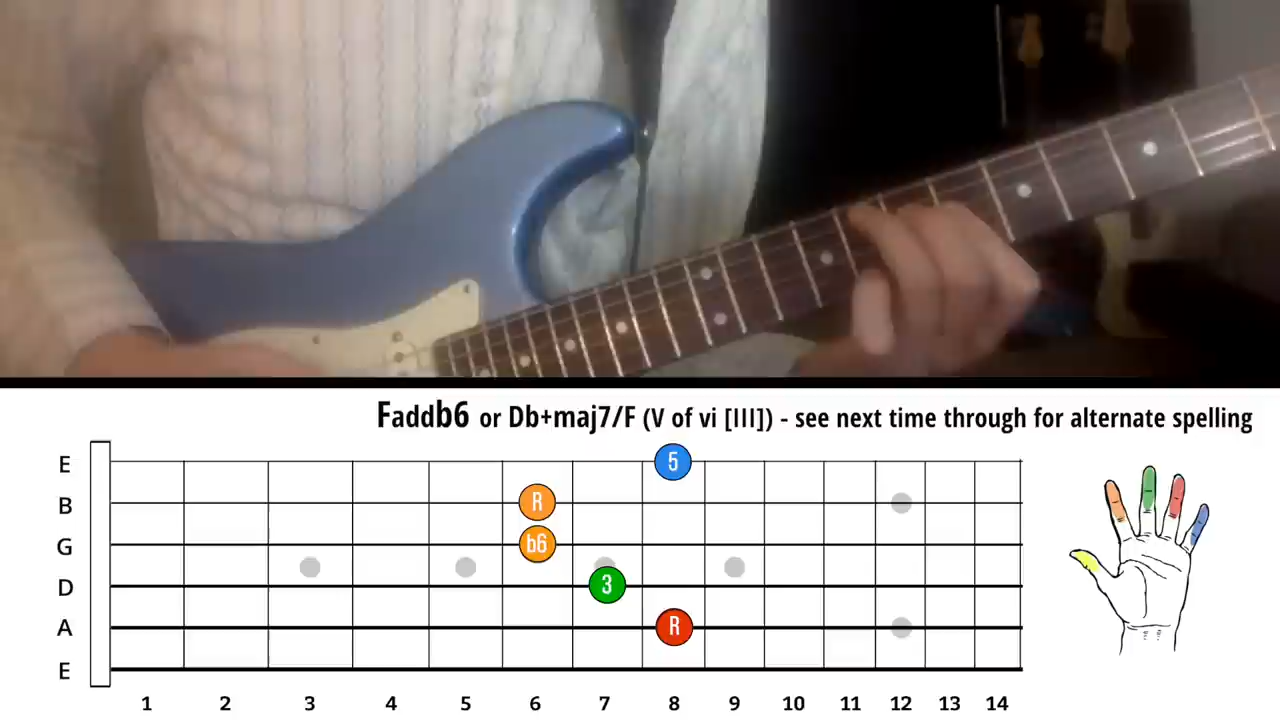 Faddb6 or Db+maj7/F (V of vi [III]) - see next time through for alternate spelling
E 5
B R
G b6
D 3
A R
E
1 2 3 4 5 6 7 8 9 10 11 12 13 14